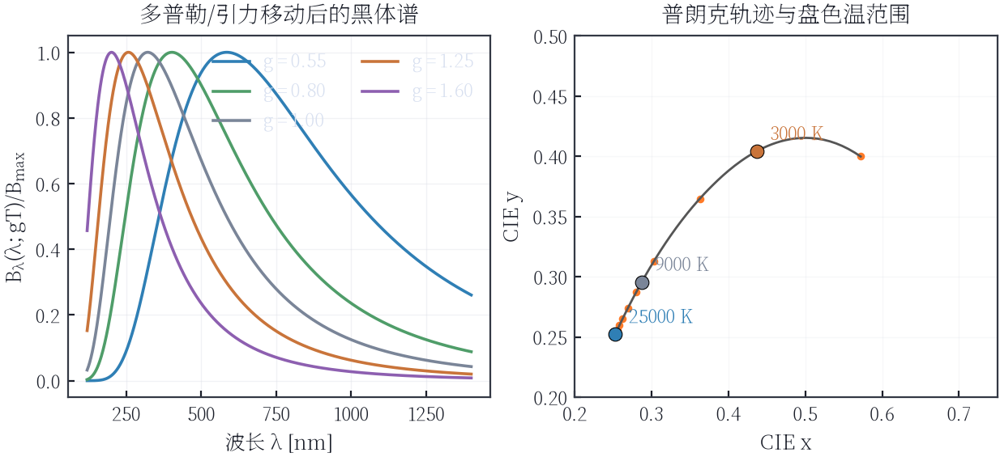 多普勒/引力移动后的黑体谱
g = 0.55
g = 0.80
g = 1.00
g = 1.25
g = 1.60
1.0
0.8
0.6
0.4
0.2
0.0
250
500
750
1000
1250
Bλ(λ; gT)/Bmax
波长 λ [nm]
普朗克轨迹与盘色温范围
0.50
0.45
0.40
0.35
0.30
0.25
0.20
0.2
0.3
0.4
0.5
0.6
0.7
3000 K
9000 K
25000 K
CIE y
CIE x